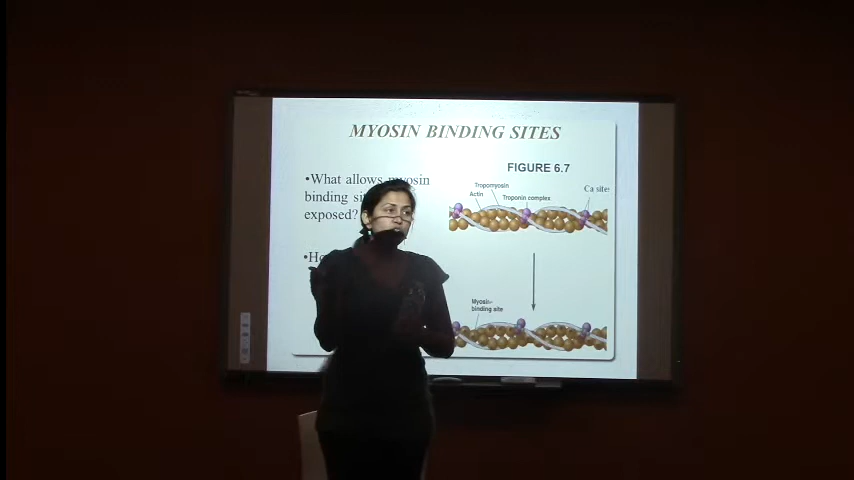 MYOSIN BINDING SITES
•What allows myosin
binding
exposed?
FIGURE 6.7
Tropomyosin
Actin
Troponin complex
Ca sites
Myosin-
binding site